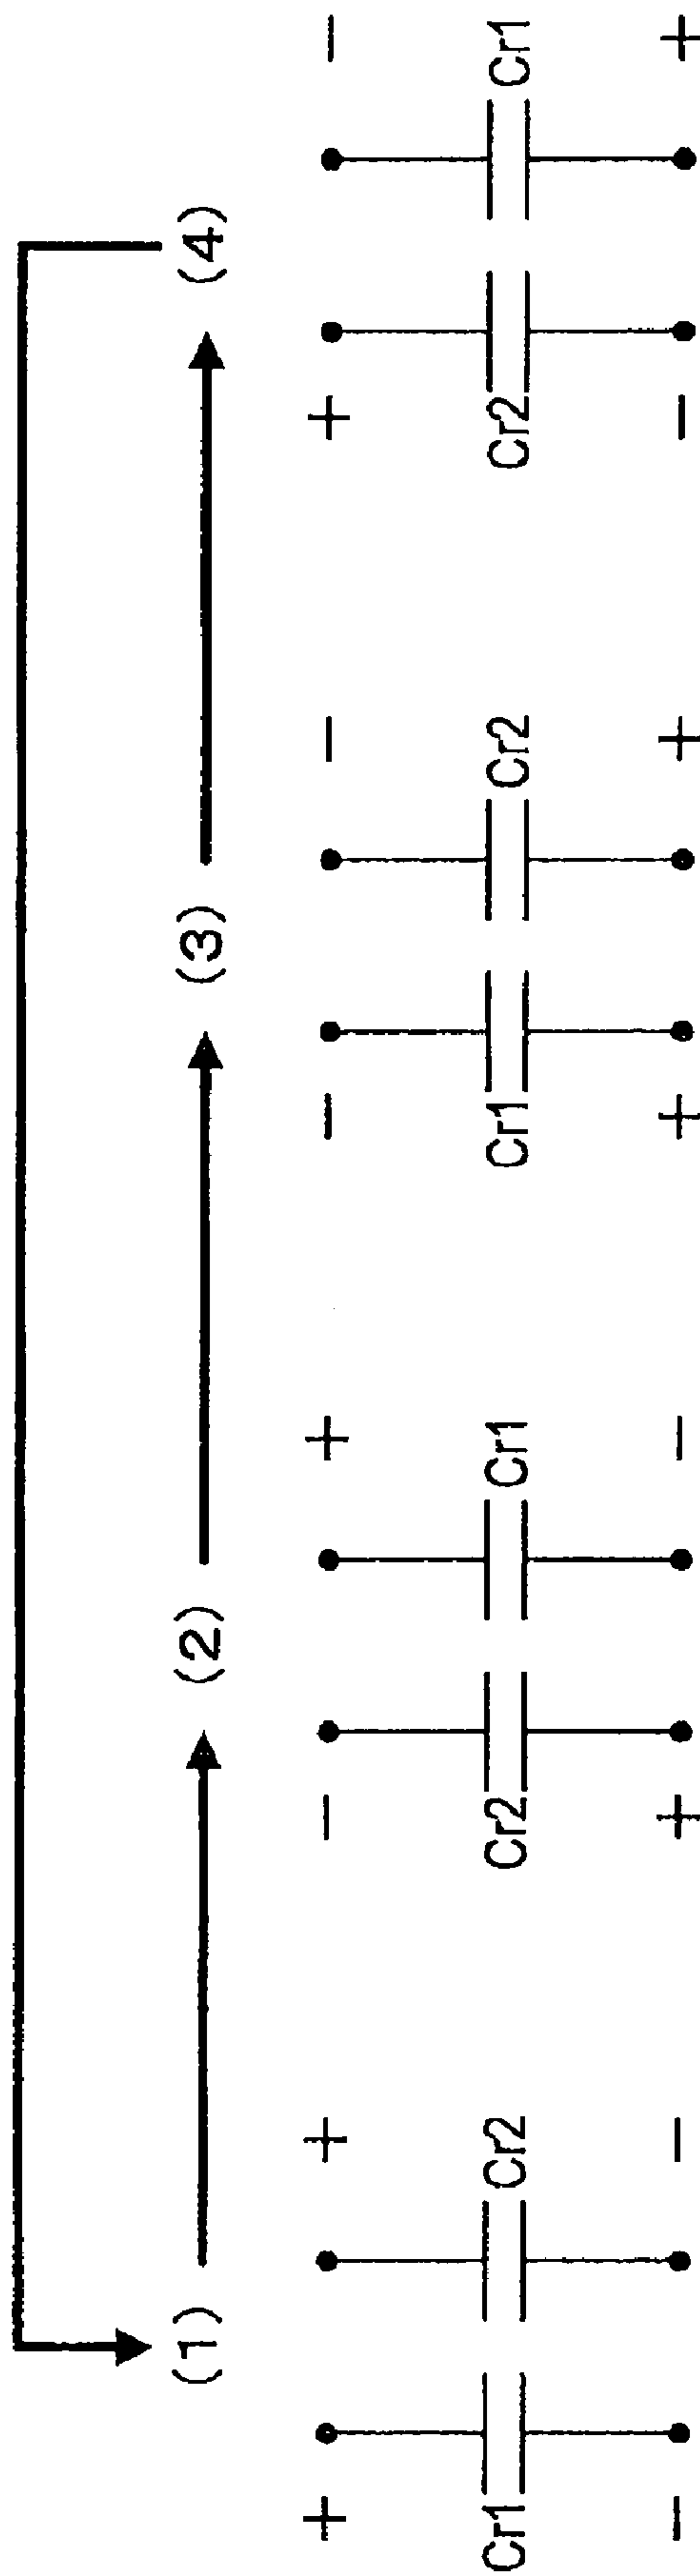 (1) (2) (3) (4)
+ + − + − − + −
Cr1 Cr2 Cr2 Cr1 Cr1 Cr2 Cr2 Cr1
− − + − + + − +